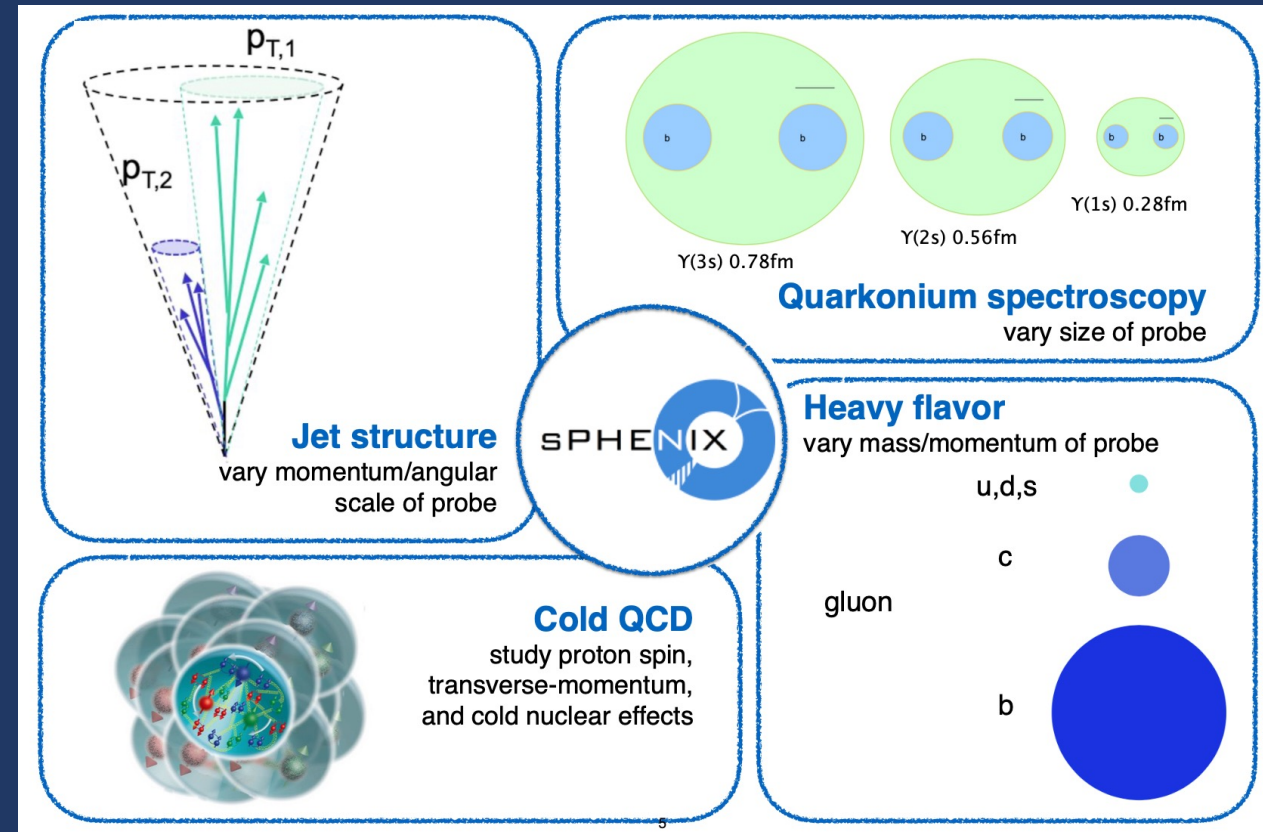 pT,1
pT,2
Jet structure
vary momentum/angular
scale of probe
b
b
b
b
b
b
ϒ(3s) 0.78fm
ϒ(2s) 0.56fm
ϒ(1s) 0.28fm
Quarkonium spectroscopy
vary size of probe
sPHENIX
Heavy flavor
vary mass/momentum of probe
u,d,s
c
gluon
b
Cold QCD
study proton spin,
transverse-momentum,
and cold nuclear effects
5